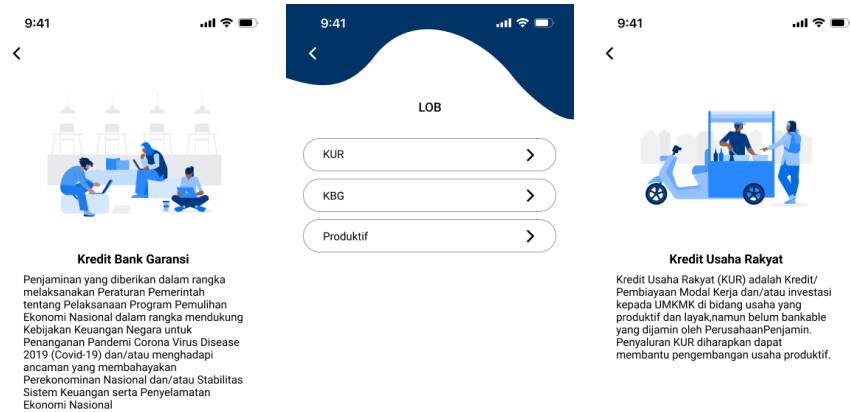 9:41
Kredit Bank Garansi
Penjaminan yang diberikan dalam rangka
melaksanakan Peraturan Pemerintah
tentang Pelaksanaan Program Pemulihan
Ekonomi Nasional dalam rangka mendukung
Kebijakan Keuangan Negara untuk
Penanganan Pandemi Corona Virus Disease
2019 (Covid-19) dan/atau menghadapi
ancaman yang membahayakan
Perekonominan Nasional dan/atau Stabilitas
Sistem Keuangan serta Penyelamatan
Ekonomi Nasional
9:41
LOB
KUR
KBG
Produktif
9:41
Kredit Usaha Rakyat
Kredit Usaha Rakyat (KUR) adalah Kredit/
Pembiayaan Modal Kerja dan/atau investasi
kepada UMKMK di bidang usaha yang
produktif dan layak,namun belum bankable
yang dijamin oleh PerusahaanPenjamin.
Penyaluran KUR diharapkan dapat
membantu pengembangan usaha produktif.